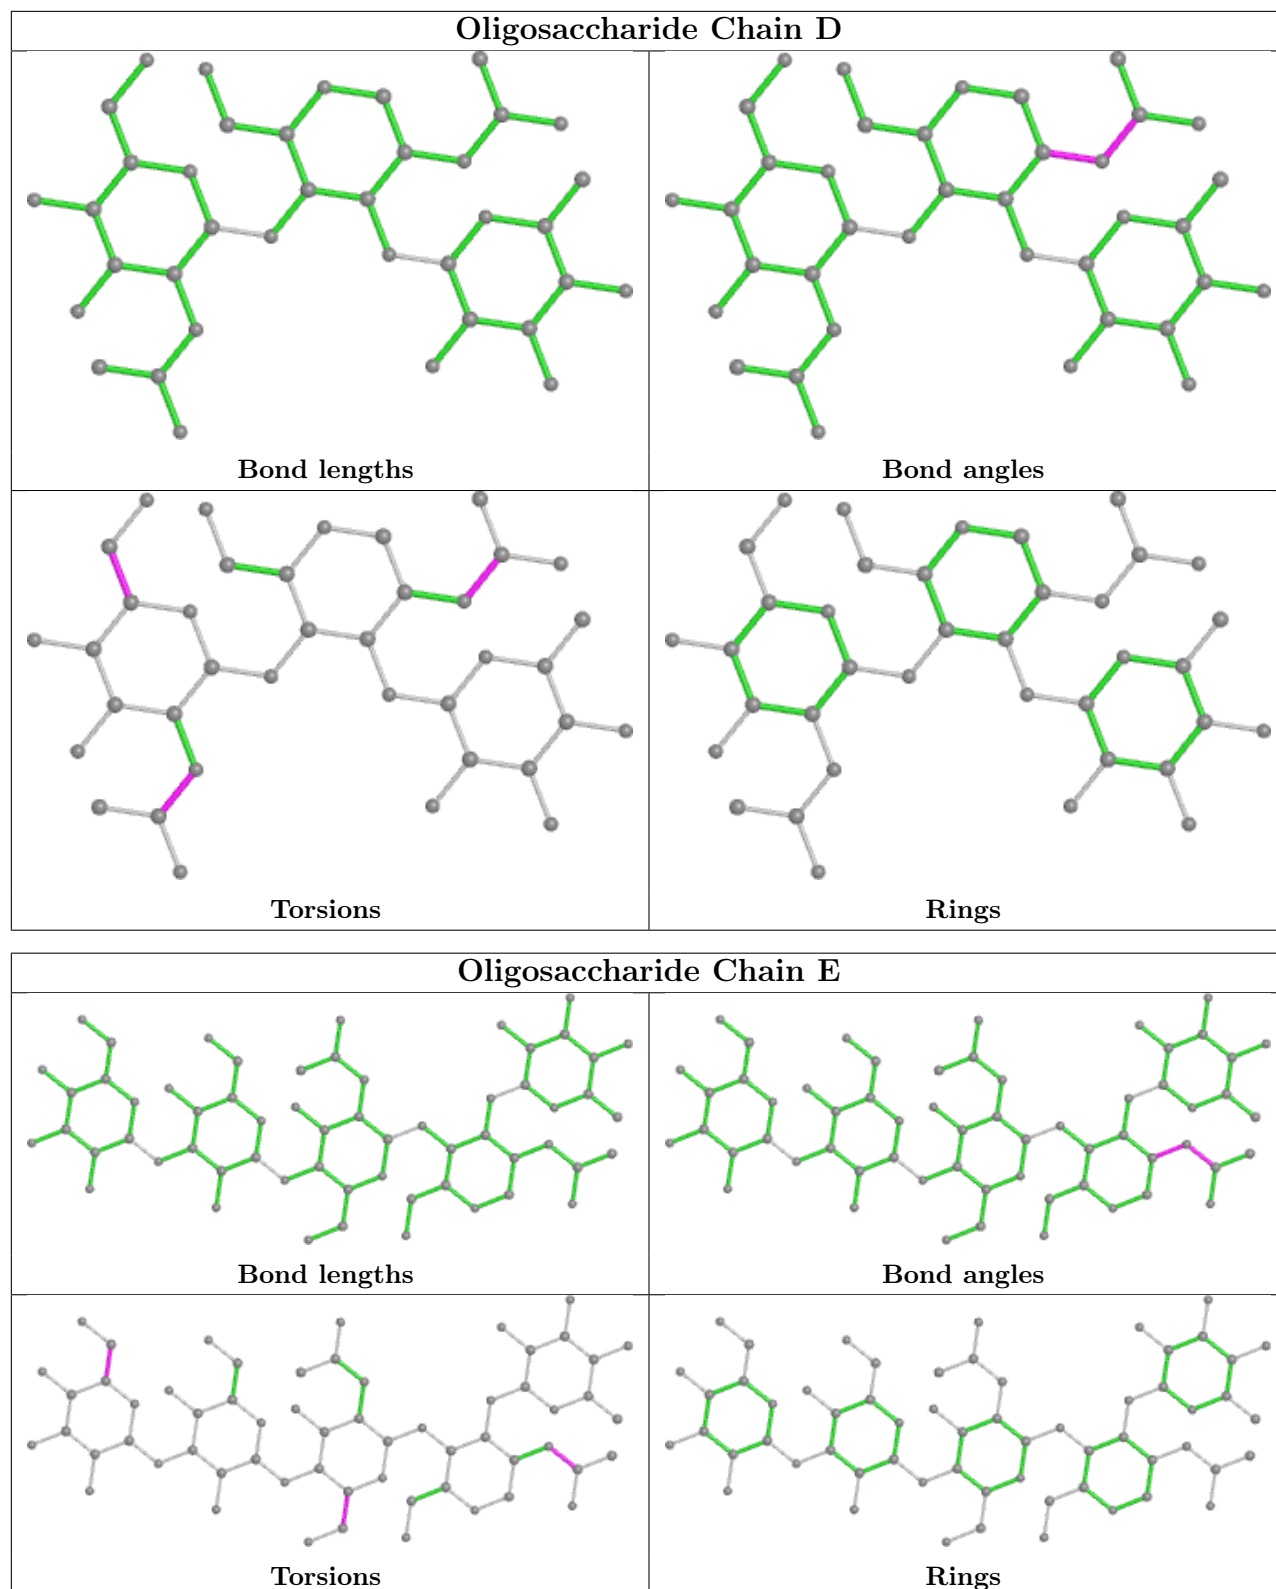 Oligosaccharide Chain D
Bond lengths
Bond angles
Torsions
Rings
Oligosaccharide Chain E
Bond lengths
Bond angles
Torsions
Rings